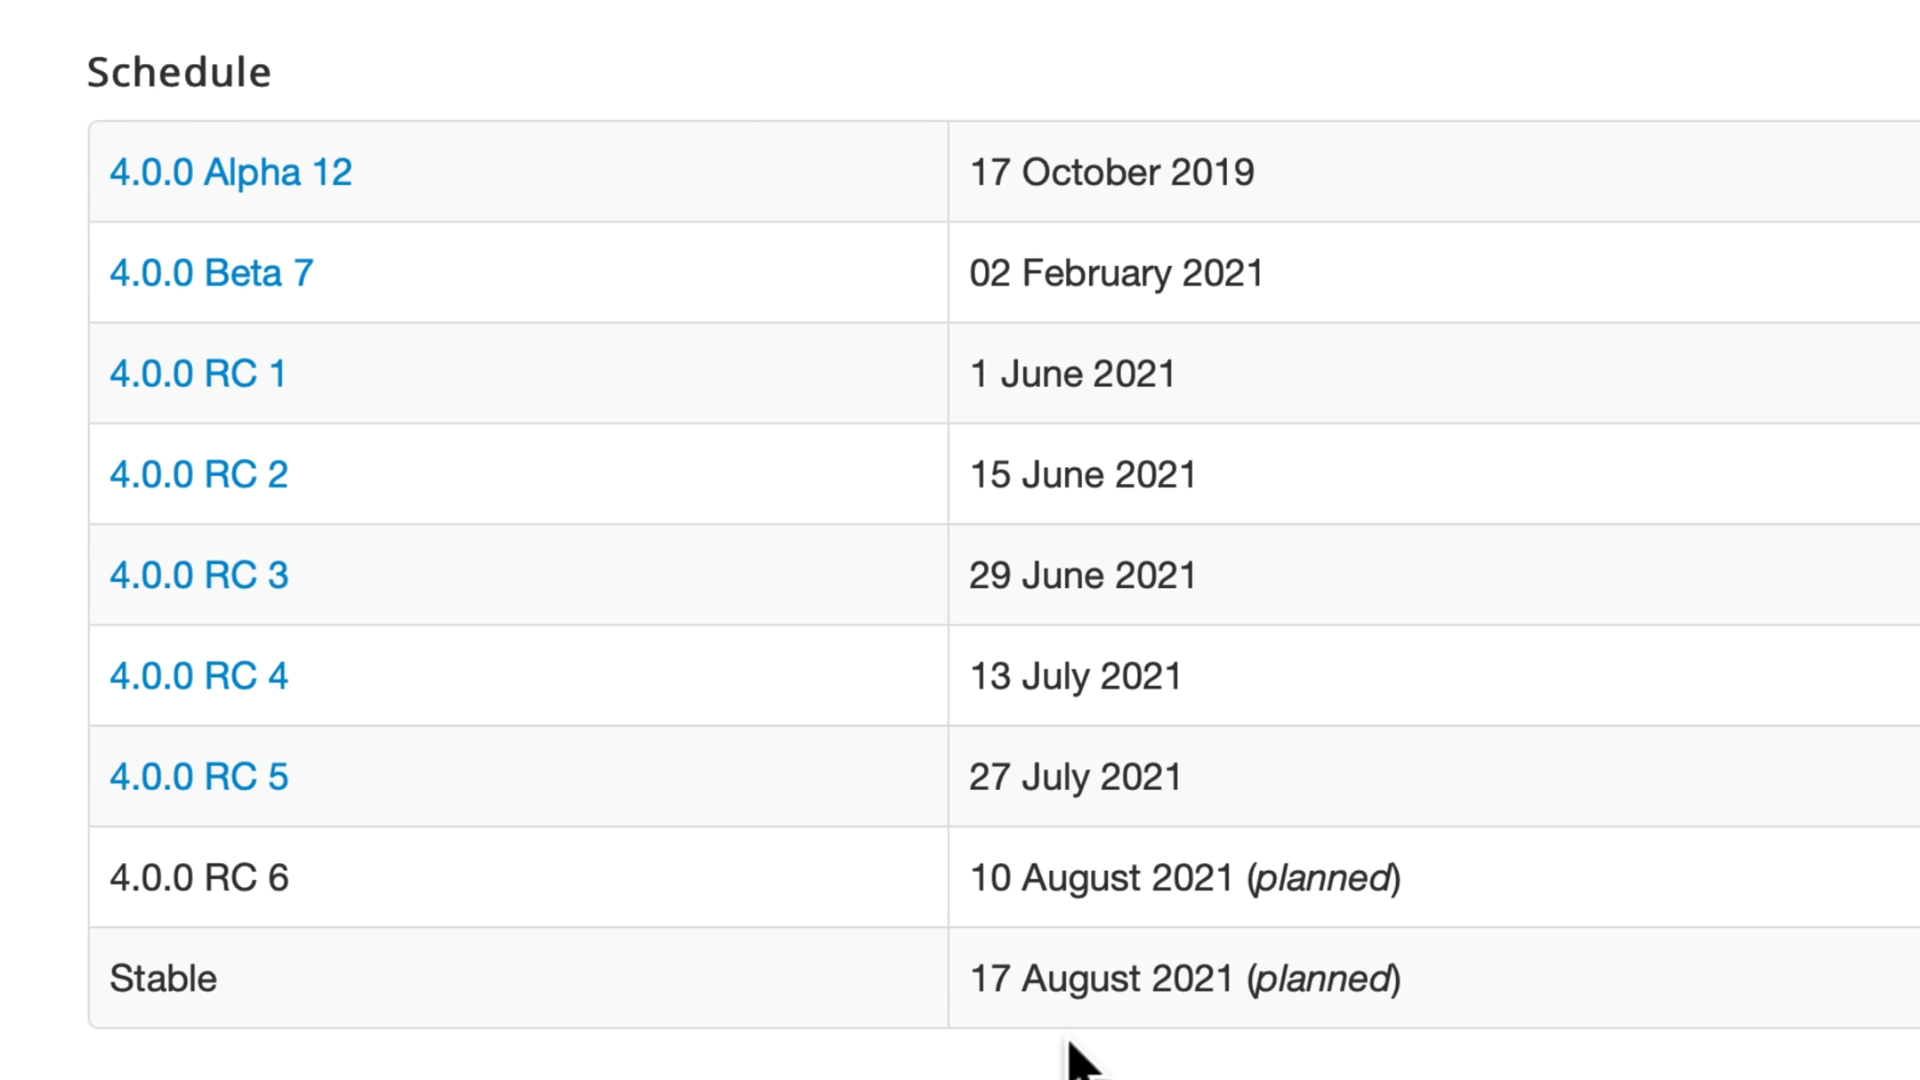 Schedule
4.0.0 Alpha 12 17 October 2019
4.0.0 Beta 7 02 February 2021
4.0.0 RC 1 1 June 2021
4.0.0 RC 2 15 June 2021
4.0.0 RC 3 29 June 2021
4.0.0 RC 4 13 July 2021
4.0.0 RC 5 27 July 2021
4.0.0 RC 6 10 August 2021 (planned)
Stable 17 August 2021 (planned)